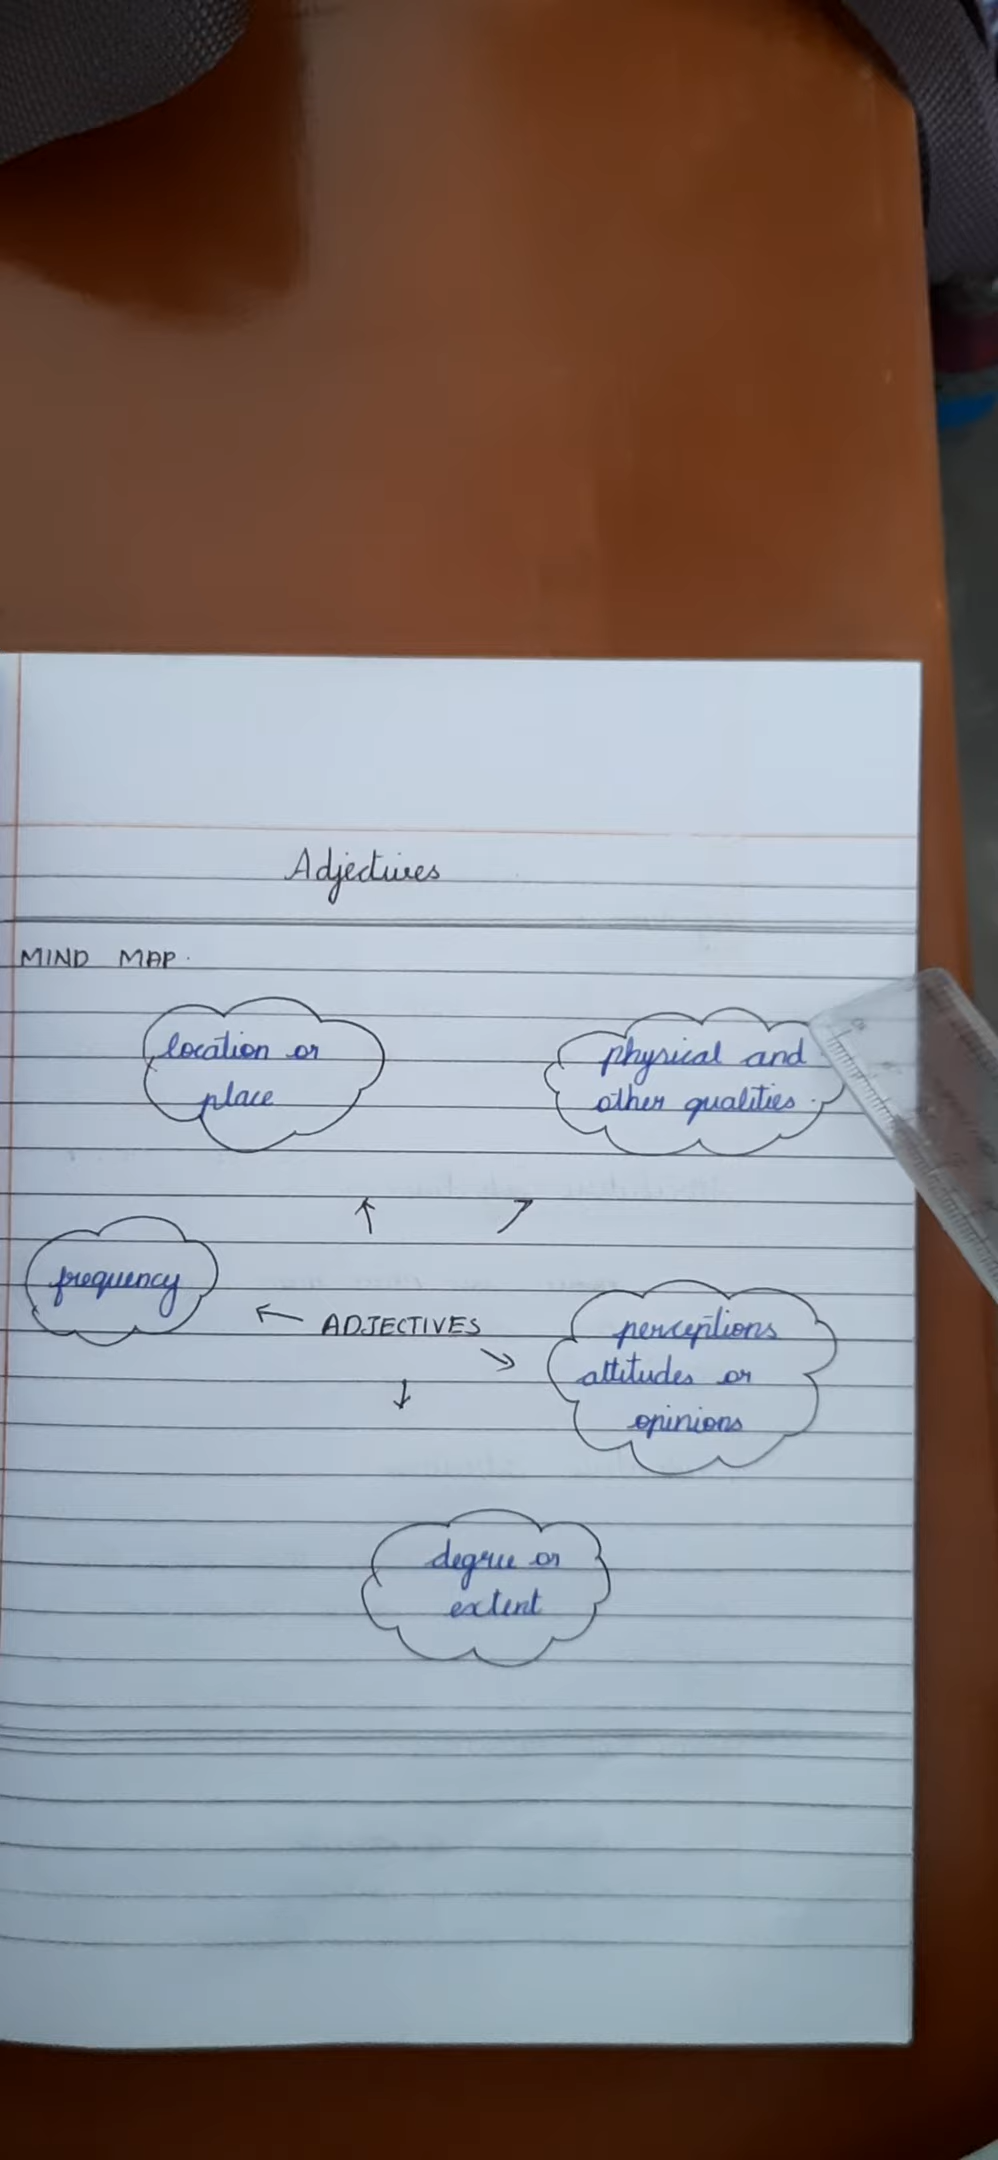 Adjectives
MIND MAP.
location or
place
physical and
other qualities.
frequency
ADJECTIVES
perceptions
attitudes or
opinions
degree or
extent